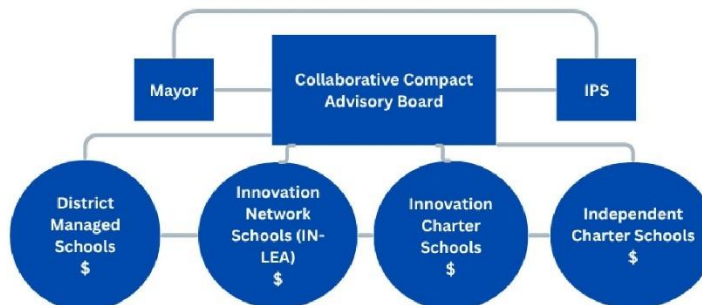 Mayor
Collaborative Compact
Advisory Board
IPS
District
Managed
Schools
$
Innovation
Network
Schools (IN-
LEA)
$
Innovation
Charter
Schools
$
Independent
Charter Schools
$